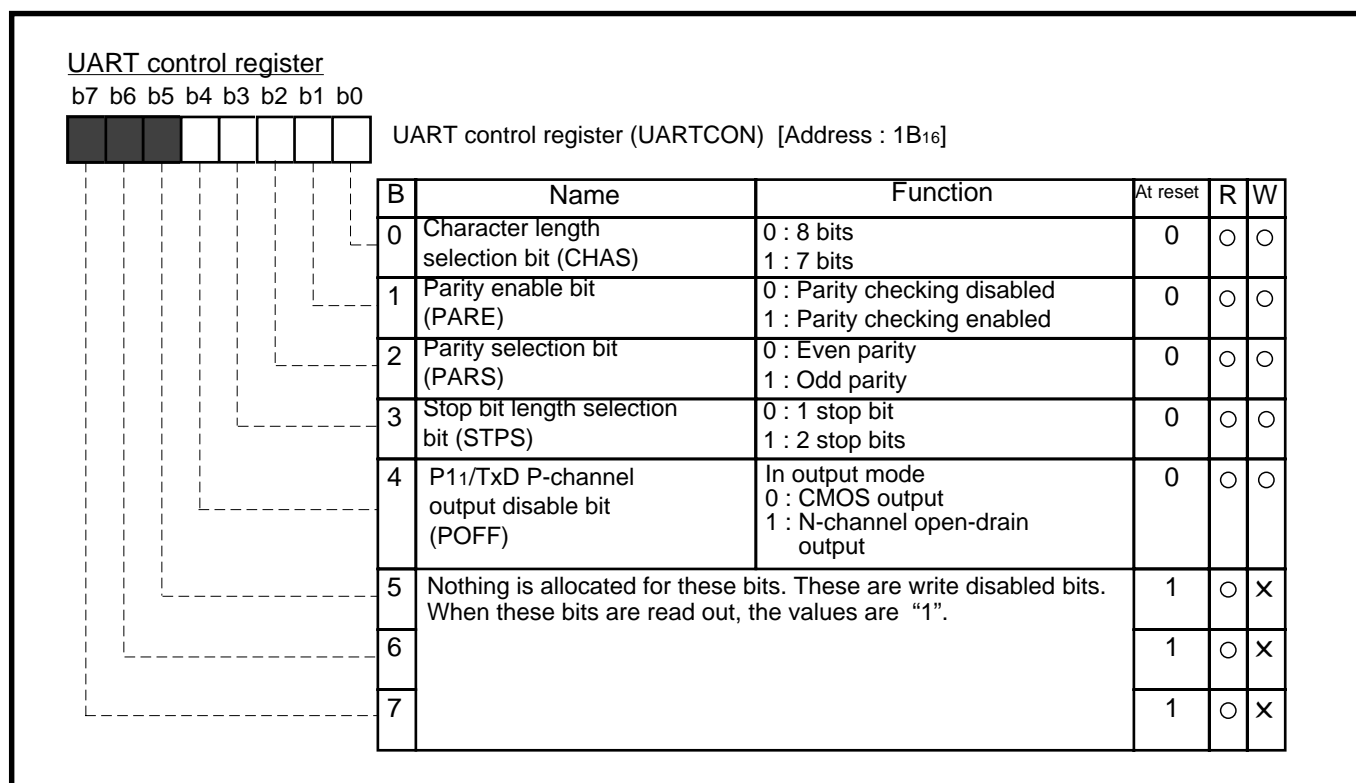 UART control register
b7 b6 b5 b4 b3 b2 b1 b0
UART control register (UARTCON) [Address : 1B16]
B Name Function At reset R W
0 Character length selection bit (CHAS) 0 : 8 bits 1 : 7 bits 0 ○ ○
1 Parity enable bit (PARE) 0 : Parity checking disabled 1 : Parity checking enabled 0 ○ ○
2 Parity selection bit (PARS) 0 : Even parity 1 : Odd parity 0 ○ ○
3 Stop bit length selection bit (STPS) 0 : 1 stop bit 1 : 2 stop bits 0 ○ ○
4 P11/TxD P-channel output disable bit (POFF) In output mode 0 : CMOS output 1 : N-channel open-drain output 0 ○ ○
5 Nothing is allocated for these bits. These are write disabled bits. When these bits are read out, the values are “1”. 1 ○ ×
6 1 ○ ×
7 1 ○ ×